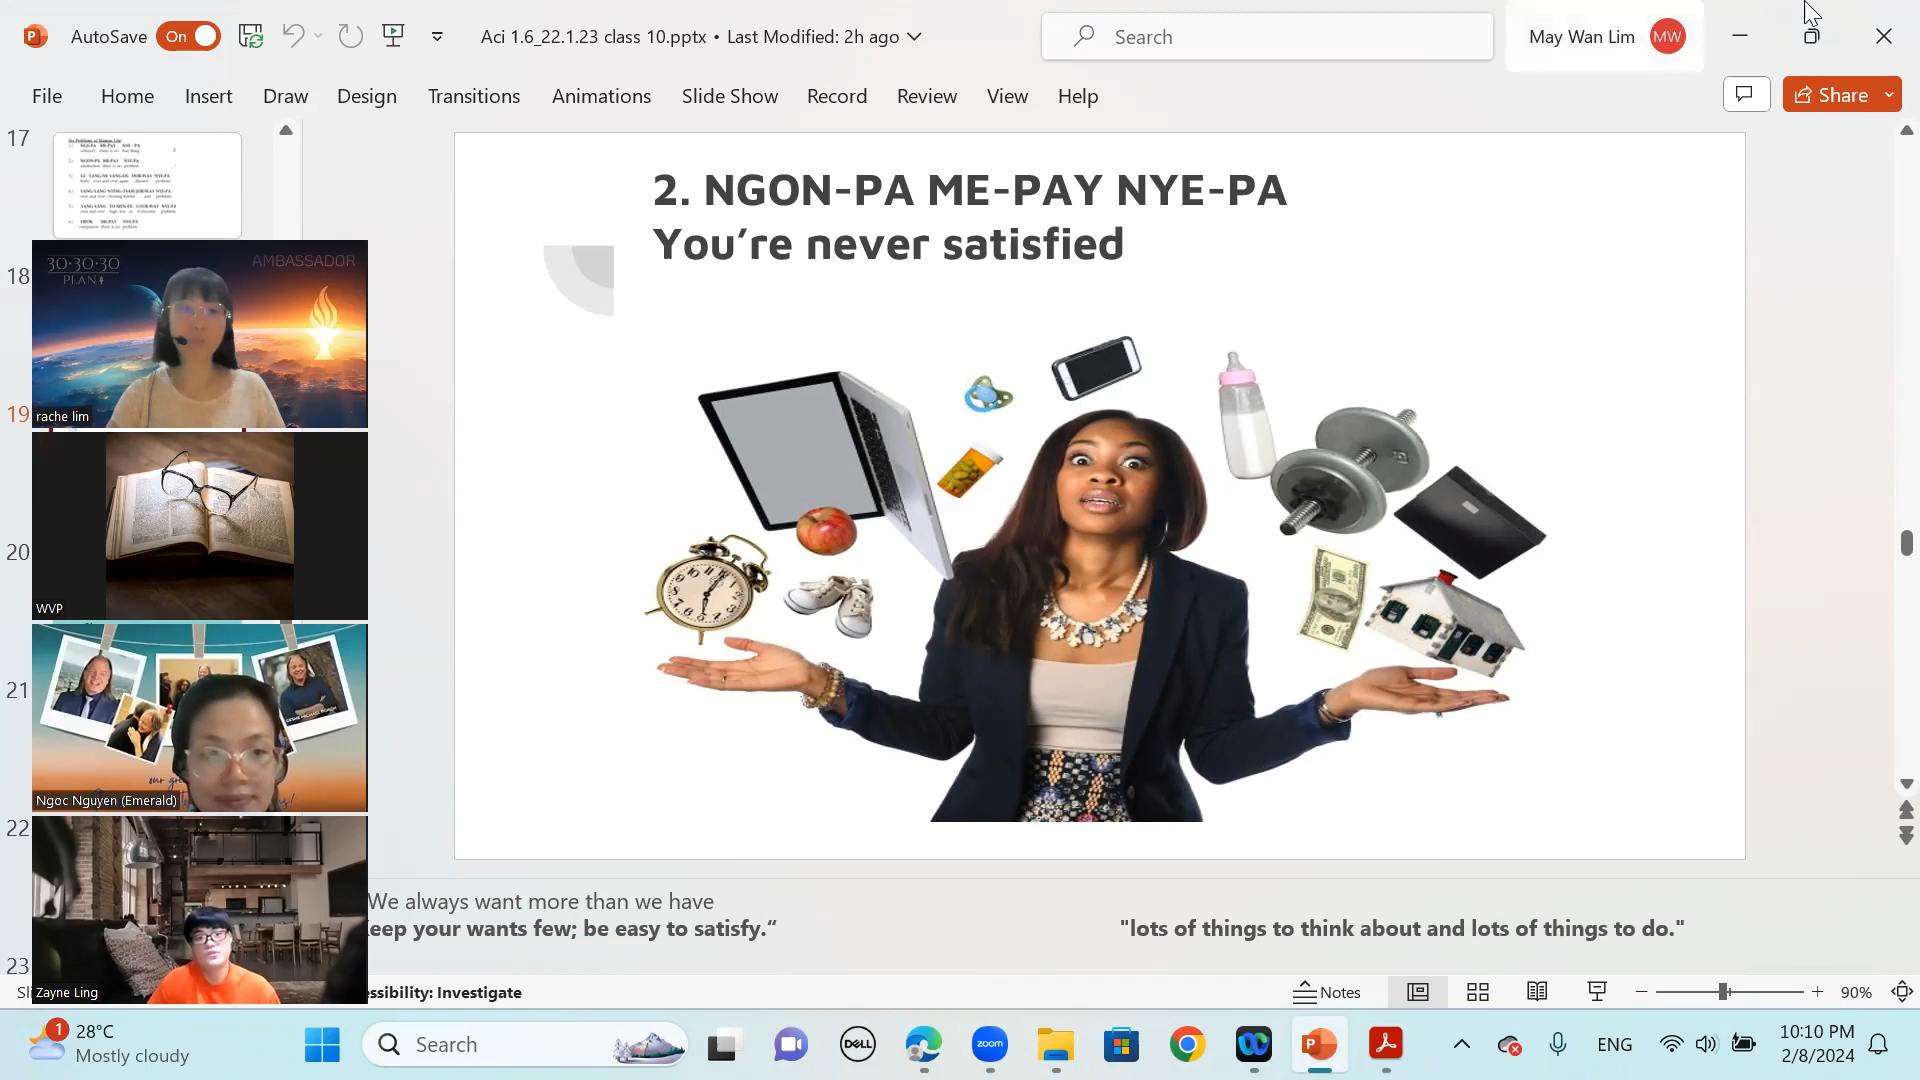 AutoSave On Aci 1.6_22.1.23 class 10.pptx • Last Modified: 2h ago Search May Wan Lim MW
File Home Insert Draw Design Transitions Animations Slide Show Record Review View Help Share
17
18
19
20
21
22
23
2. NGON-PA ME-PAY NYE-PA
You’re never satisfied
30·30·30
PLAN
AMBASSADOR
rache lim
WVP
Ngoc Nguyen (Emerald)
Zayne Ling
We always want more than we have
eep your wants few; be easy to satisfy.“
"lots of things to think about and lots of things to do."
Sli
essibility: Investigate Notes 90%
1 28°C
Mostly cloudy
Search
DELL
zoom
ENG
10:10 PM
2/8/2024